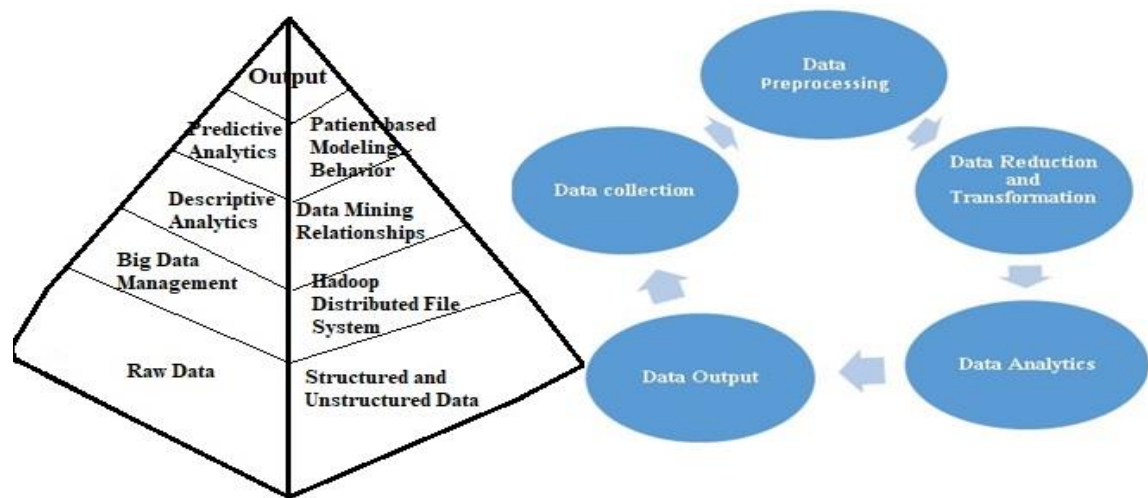 Output
Predictive
Analytics
Patient-based
Modeling
Behavior
Descriptive
Analytics
Data Mining
Relationships
Big Data
Management
Hadoop
Distributed File
System
Raw Data
Structured and
Unstructured Data
Data
Preprocessing
Data Reduction
and
Transformation
Data Analytics
Data Output
Data collection